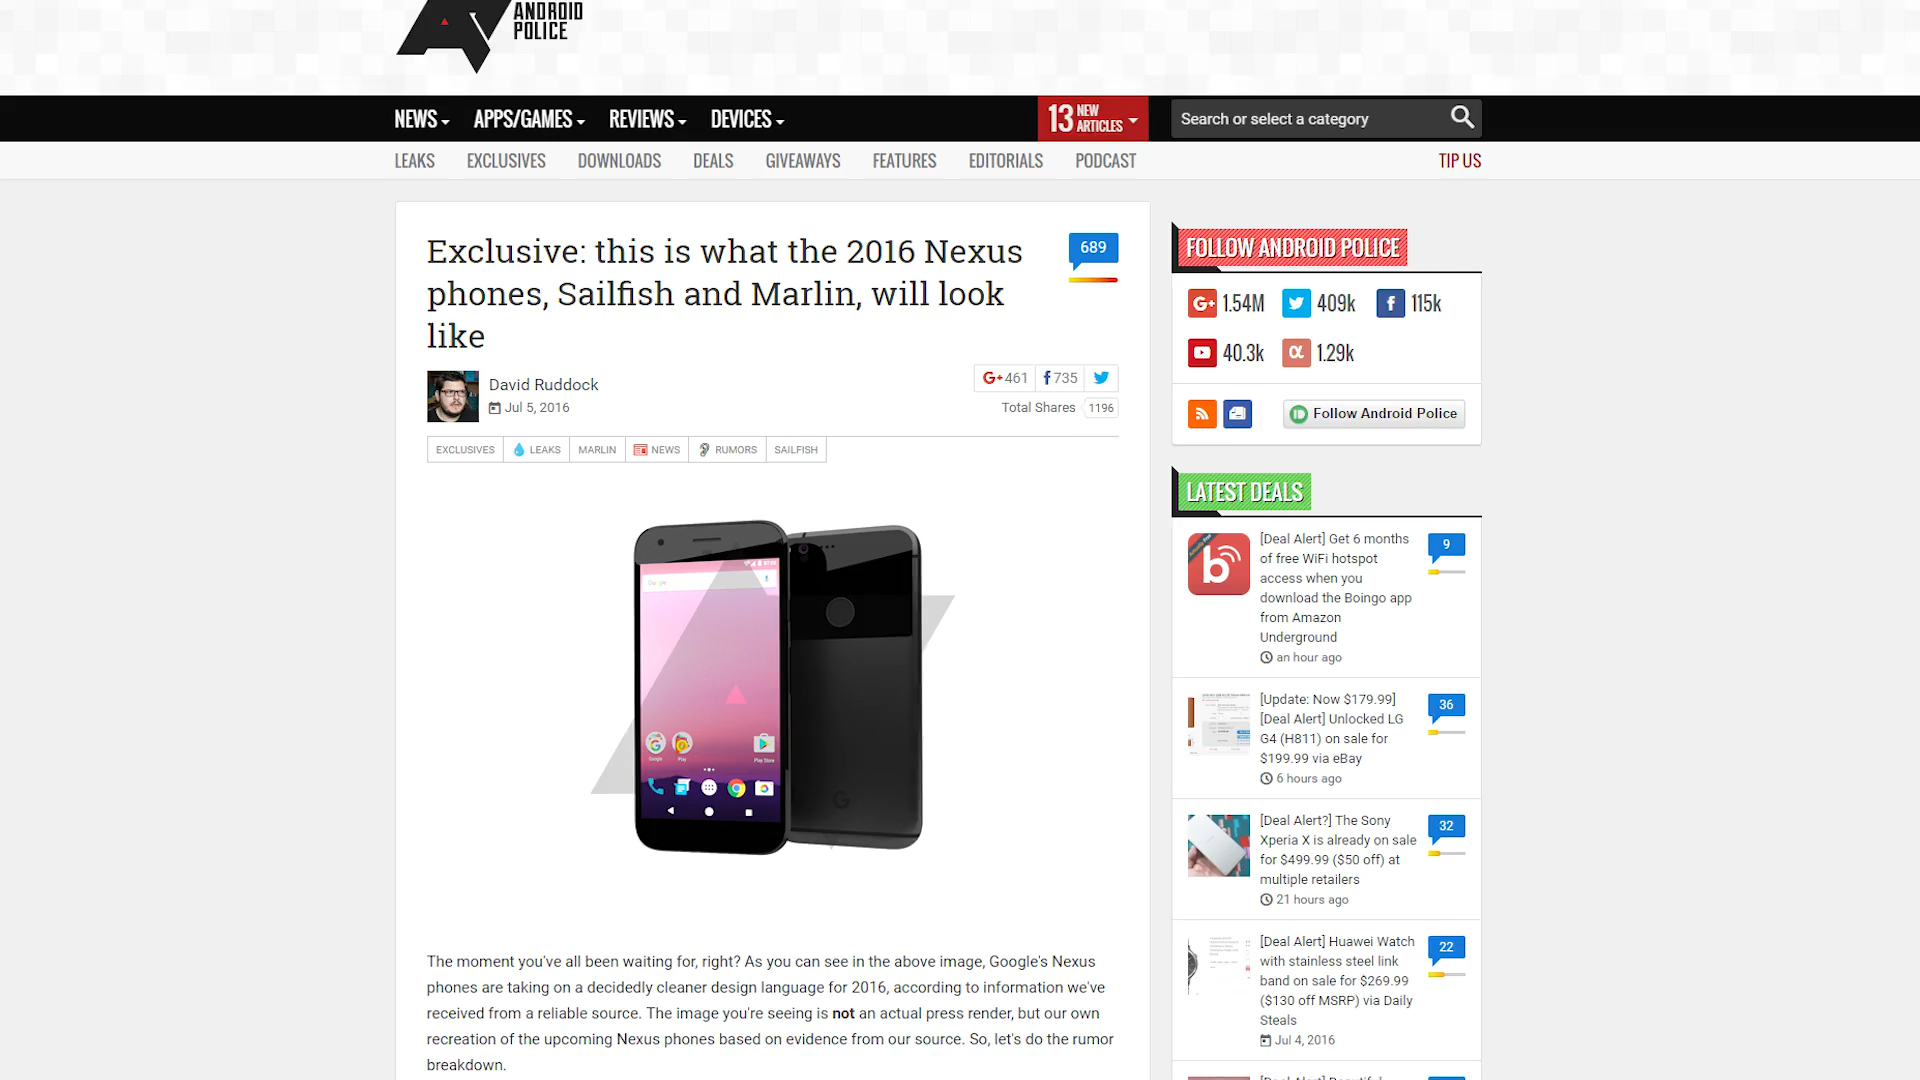 ANDROID
POLICE
NEWS APPS/GAMES REVIEWS DEVICES
13 NEW ARTICLES
Search or select a category
LEAKS EXCLUSIVES DOWNLOADS DEALS GIVEAWAYS FEATURES EDITORIALS PODCAST TIP US
Exclusive: this is what the 2016 Nexus
phones, Sailfish and Marlin, will look
like
689
David Ruddock
Jul 5, 2016
G+ 461 f 735
Total Shares 1196
EXCLUSIVES LEAKS MARLIN NEWS RUMORS SAILFISH
Google
Google Play Play Store
The moment you've all been waiting for, right? As you can see in the above image, Google's Nexus
phones are taking on a decidedly cleaner design language for 2016, according to information we've
received from a reliable source. The image you're seeing is not an actual press render, but our own
recreation of the upcoming Nexus phones based on evidence from our source. So, let's do the rumor
breakdown.
FOLLOW ANDROID POLICE
G+ 1.54M 409k f 115k
40.3k α 1.29k
Follow Android Police
LATEST DEALS
[Deal Alert] Get 6 months
of free WiFi hotspot
access when you
download the Boingo app
from Amazon
Underground
an hour ago
9
[Update: Now $179.99]
[Deal Alert] Unlocked LG
G4 (H811) on sale for
$199.99 via eBay
6 hours ago
36
[Deal Alert?] The Sony
Xperia X is already on sale
for $499.99 ($50 off) at
multiple retailers
21 hours ago
32
[Deal Alert] Huawei Watch
with stainless steel link
band on sale for $269.99
($130 off MSRP) via Daily
Steals
Jul 4, 2016
22